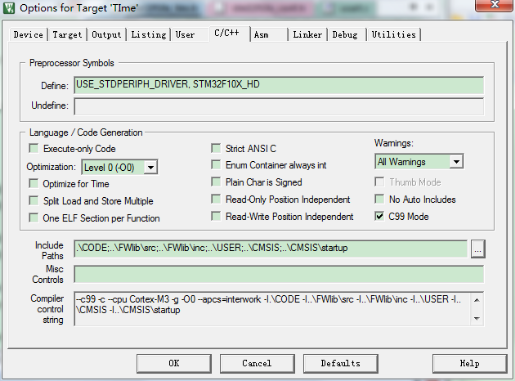 Options for Target 'TIme'
Device Target Output Listing User C/C++ Asm Linker Debug Utilities
Preprocessor Symbols
Define: USE_STDPERIPH_DRIVER, STM32F10X_HD
Undefine:
Language / Code Generation
Execute-only Code Strict ANSI C Warnings:
Optimization: Level 0 (-O0) Enum Container always int All Warnings
Optimize for Time Plain Char is Signed Thumb Mode
Split Load and Store Multiple Read-Only Position Independent No Auto Includes
One ELF Section per Function Read-Write Position Independent C99 Mode
Include Paths .\CODE;..\FWlib\src;..\FWlib\inc;..\USER;..\CMSIS;..\CMSIS\startup ...
Misc Controls
Compiler control string --c99 -c --cpu Cortex-M3 -g -O0 --apcs=interwork -I.\CODE -I..\FWlib\src -I..\FWlib\inc -I..\USER -I..
\CMSIS -I..\CMSIS\startup
OK Cancel Defaults Help